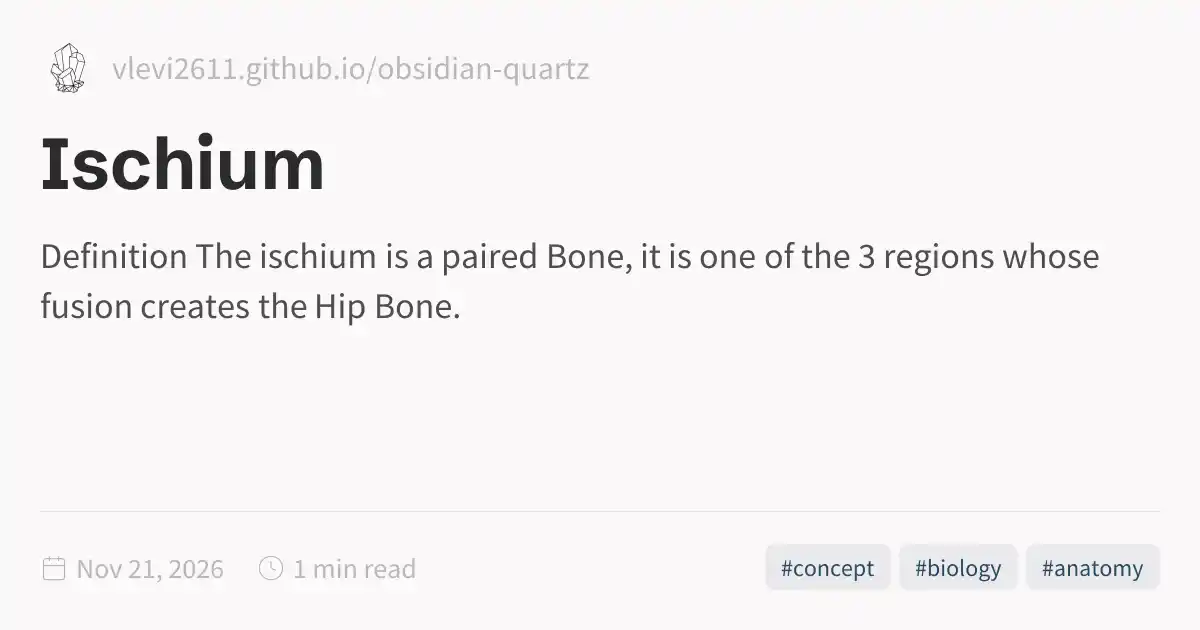 vlevi2611.github.io/obsidian-quartz
Ischium
Definition The ischium is a paired Bone, it is one of the 3 regions whose
fusion creates the Hip Bone.
Nov 21, 2026 1 min read #concept #biology #anatomy